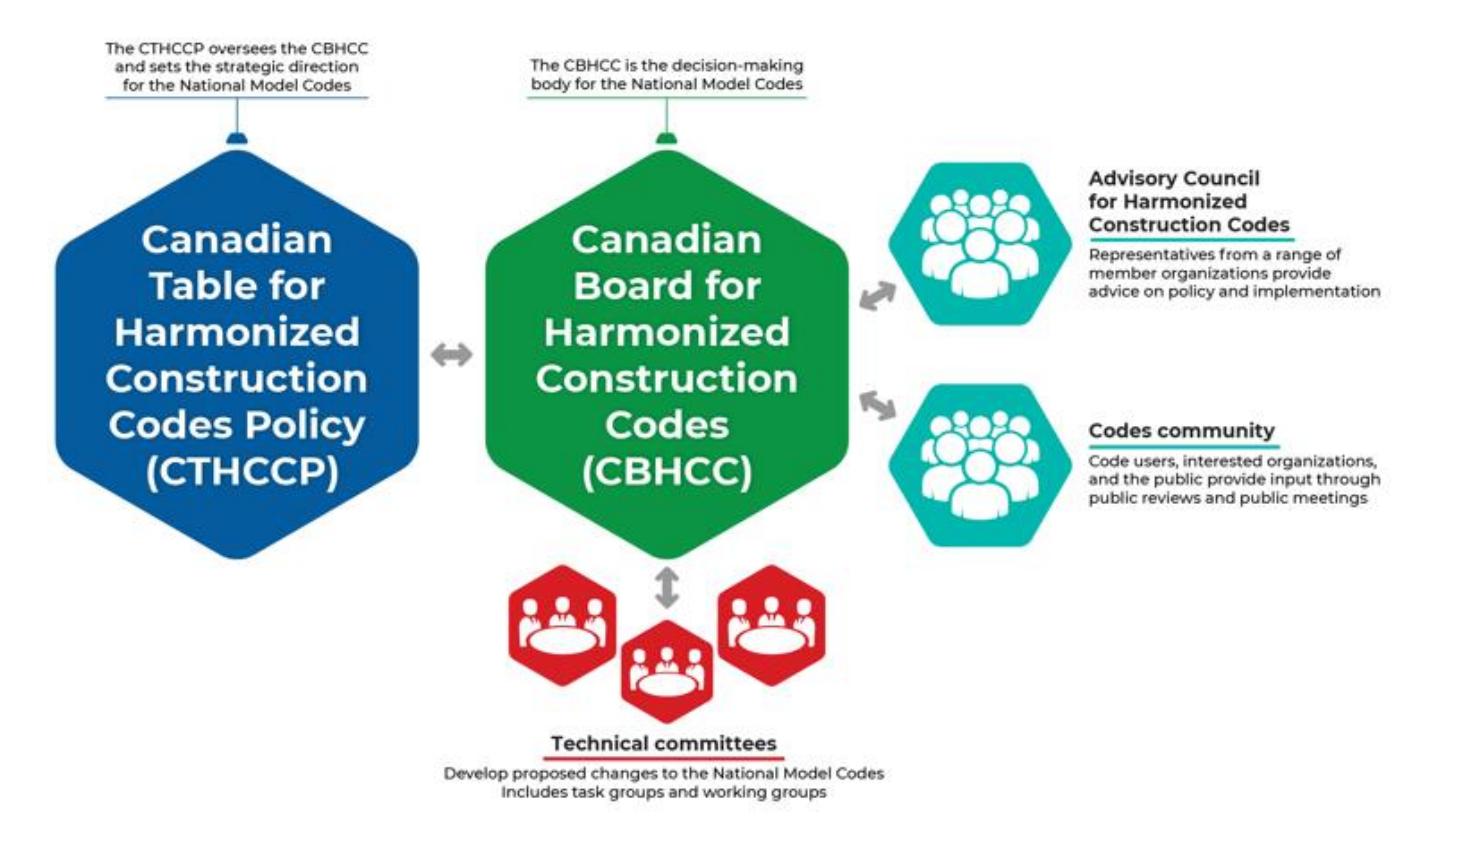 The CTHCCP oversees the CBHCC
and sets the strategic direction
for the National Model Codes
Canadian
Table for
Harmonized
Construction
Codes Policy
(CTHCCP)
The CBHCC is the decision-making
body for the National Model Codes
Canadian
Board for
Harmonized
Construction
Codes
(CBHCC)
Advisory Council
for Harmonized
Construction Codes
Representatives from a range of
member organizations provide
advice on policy and implementation
Codes community
Code users, interested organizations,
and the public provide input through
public reviews and public meetings
Technical committees
Develop proposed changes to the National Model Codes
Includes task groups and working groups